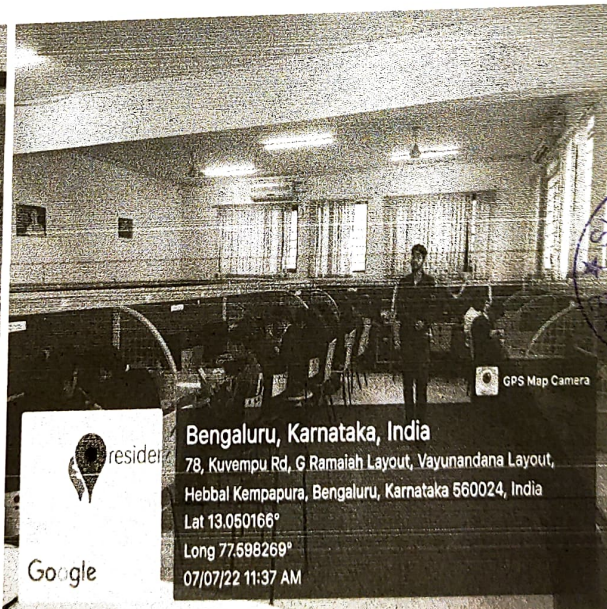 GPS Map Camera
residen
Bengaluru, Karnataka, India
78, Kuvempu Rd, G Ramaiah Layout, Vayunandana Layout,
Hebbal Kempapura, Bengaluru, Karnataka 560024, India
Lat 13.050166°
Long 77.598269°
07/07/22 11:37 AM
Google